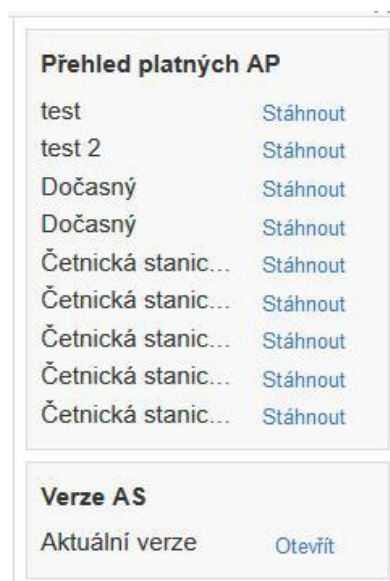 Přehled platných AP
test Stáhnout
test 2 Stáhnout
Dočasný Stáhnout
Dočasný Stáhnout
Četnická stanic... Stáhnout
Četnická stanic... Stáhnout
Četnická stanic... Stáhnout
Četnická stanic... Stáhnout
Četnická stanic... Stáhnout
Verze AS
Aktuální verze Otevřít